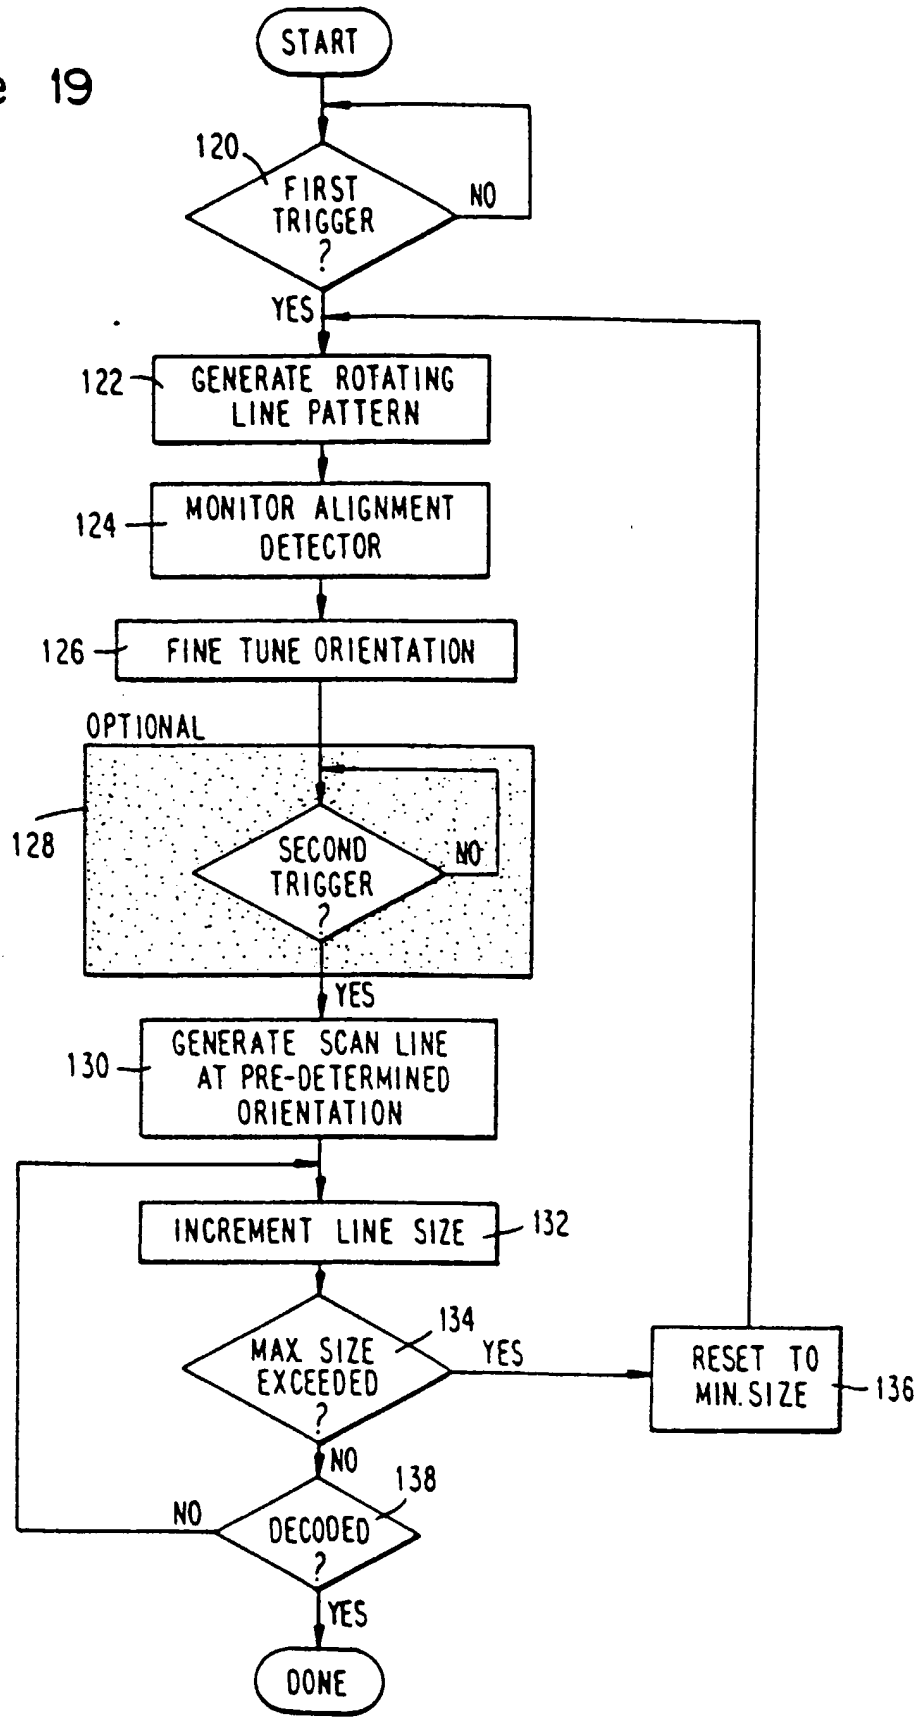 e 19
START
120
FIRST
TRIGGER
?
NO
YES
122
GENERATE ROTATING
LINE PATTERN
124
MONITOR ALIGNMENT
DETECTOR
126
FINE TUNE ORIENTATION
OPTIONAL
128
SECOND
TRIGGER
?
NO
YES
130
GENERATE SCAN LINE
AT PRE-DETERMINED
ORIENTATION
INCREMENT LINE SIZE
132
134
MAX. SIZE
EXCEEDED
?
YES
RESET TO
MIN. SIZE
136
NO
138
NO
DECODED
?
YES
DONE